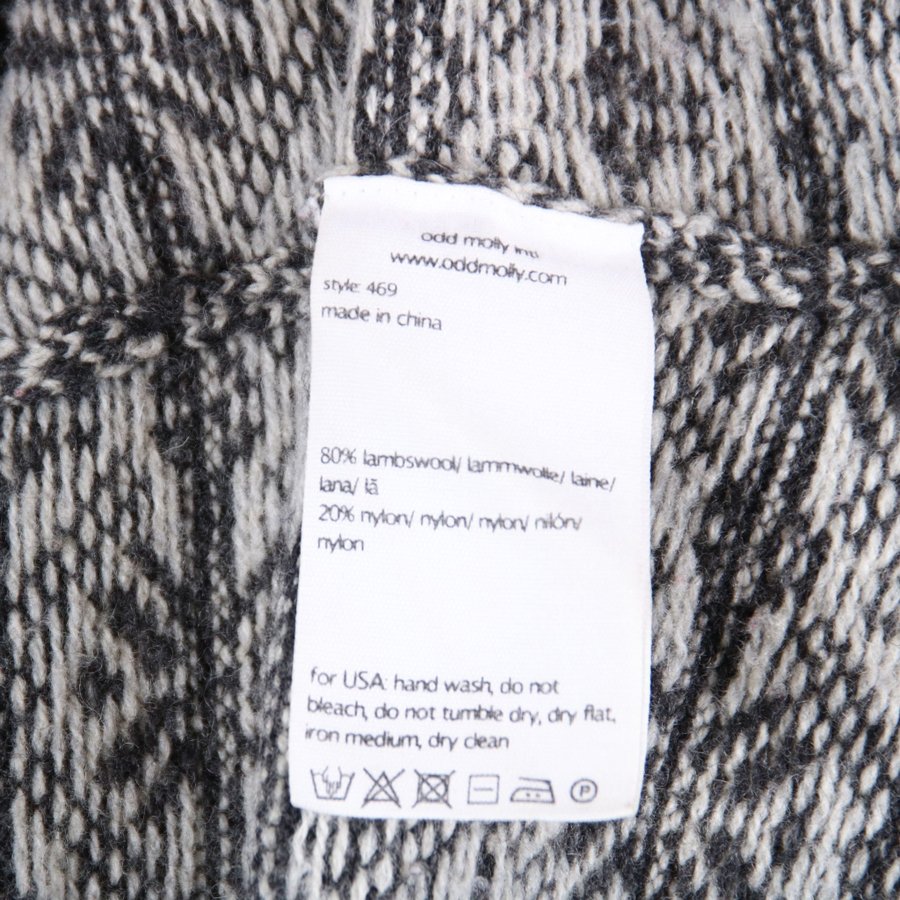 odd molly int.
www.oddmolly.com
style: 469
made in china
80% lambswool/ lammwolle/ laine/
lana/ lã
20% nylon/ nylon/ nylon/ nilón/
nylon
for USA: hand wash, do not
bleach, do not tumble dry, dry flat,
iron medium, dry clean
P